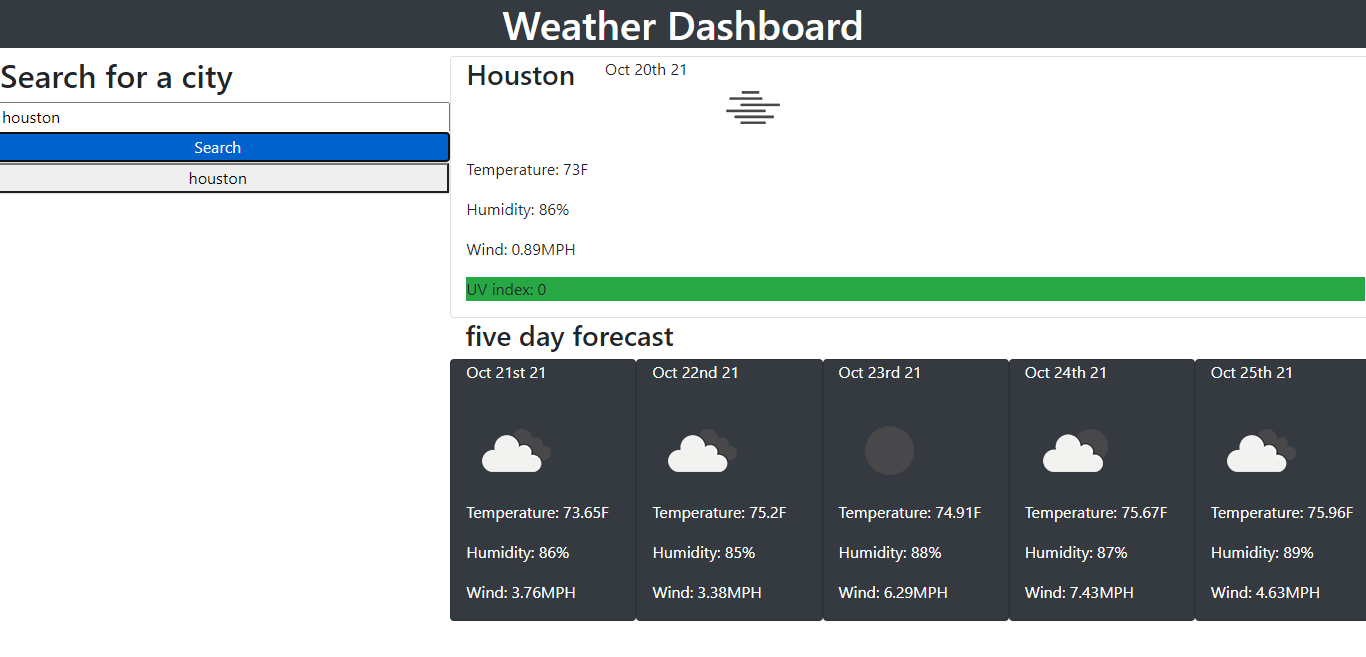 Weather Dashboard
Search for a city
houston
Search
houston
Houston
Oct 20th 21
Temperature: 73F
Humidity: 86%
Wind: 0.89MPH
UV index: 0
five day forecast
Oct 21st 21
Temperature: 73.65F
Humidity: 86%
Wind: 3.76MPH
Oct 22nd 21
Temperature: 75.2F
Humidity: 85%
Wind: 3.38MPH
Oct 23rd 21
Temperature: 74.91F
Humidity: 88%
Wind: 6.29MPH
Oct 24th 21
Temperature: 75.67F
Humidity: 87%
Wind: 7.43MPH
Oct 25th 21
Temperature: 75.96F
Humidity: 89%
Wind: 4.63MPH